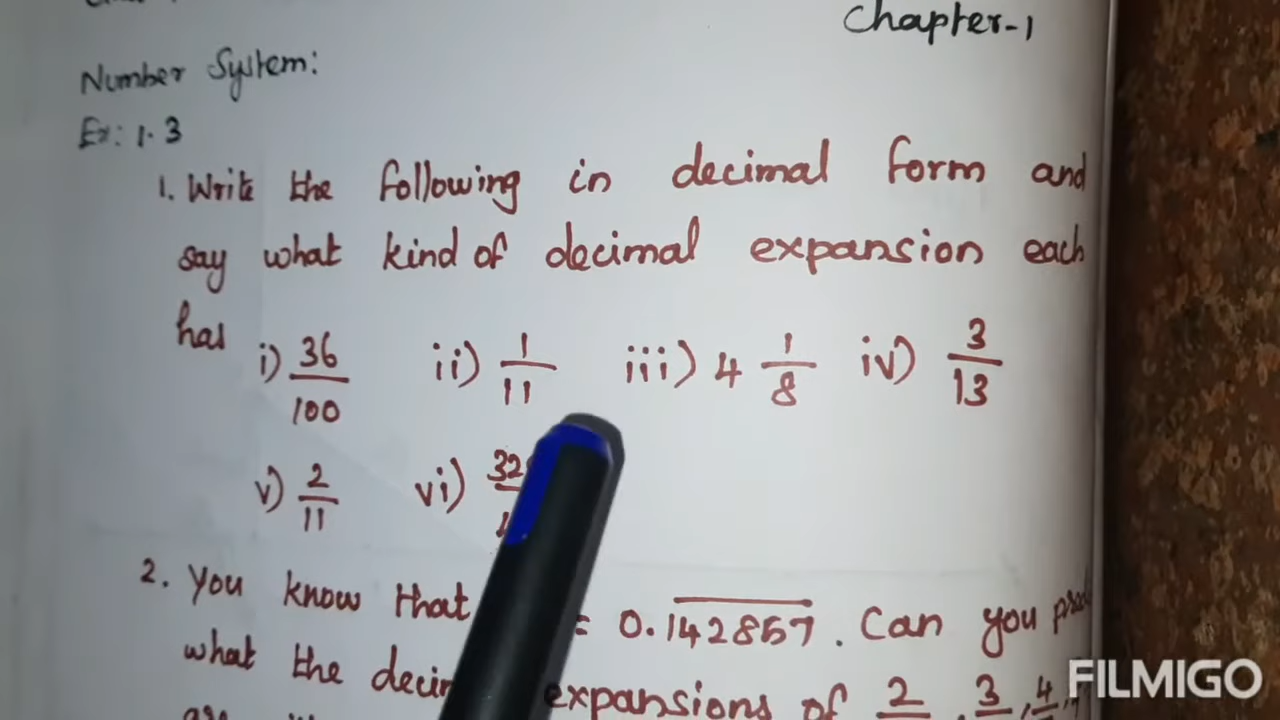 Chapter-1
Number System:
Ex: 1.3
1. Write the following in decimal form and
say what kind of decimal expansion each
has i) 36/100 ii) 1/11 iii) 4 1/8 iv) 3/13
v) 2/11 vi)
2. You know that = 0.142857. Can you
what the expansions of 2 3 4
FILMIGO